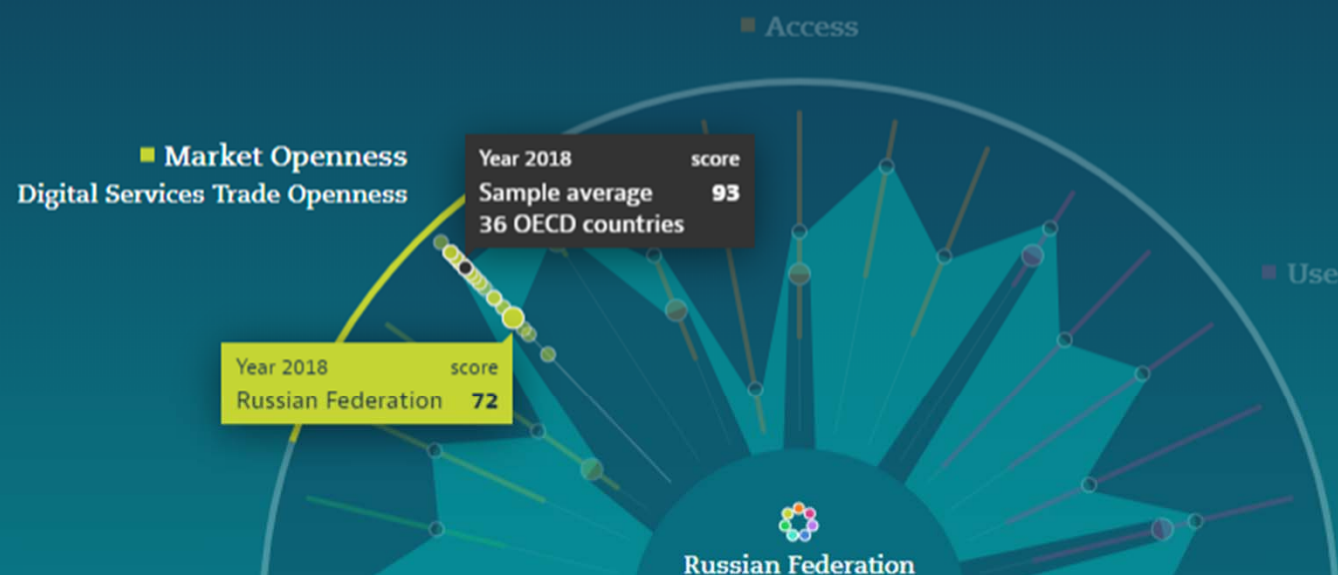 Access
Market Openness
Digital Services Trade Openness
Year 2018 score
Sample average 93
36 OECD countries
Use
Year 2018 score
Russian Federation 72
Russian Federation